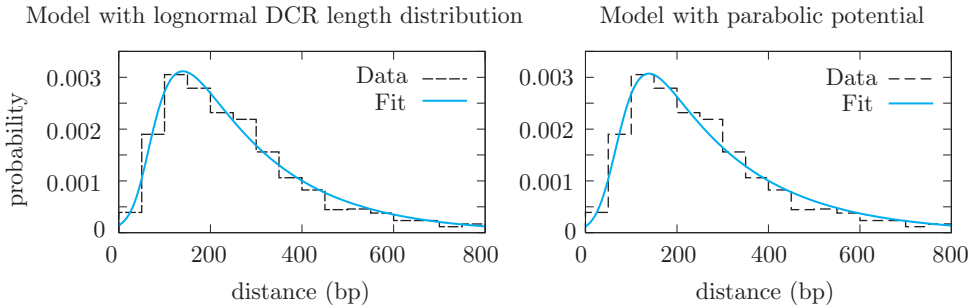 Model with lognormal DCR length distribution
probability
0.003
0.002
0.001
0
Data
Fit
0 200 400 600 800
distance (bp)
Model with parabolic potential
0.003
0.002
0.001
0
Data
Fit
0 200 400 600 800
distance (bp)